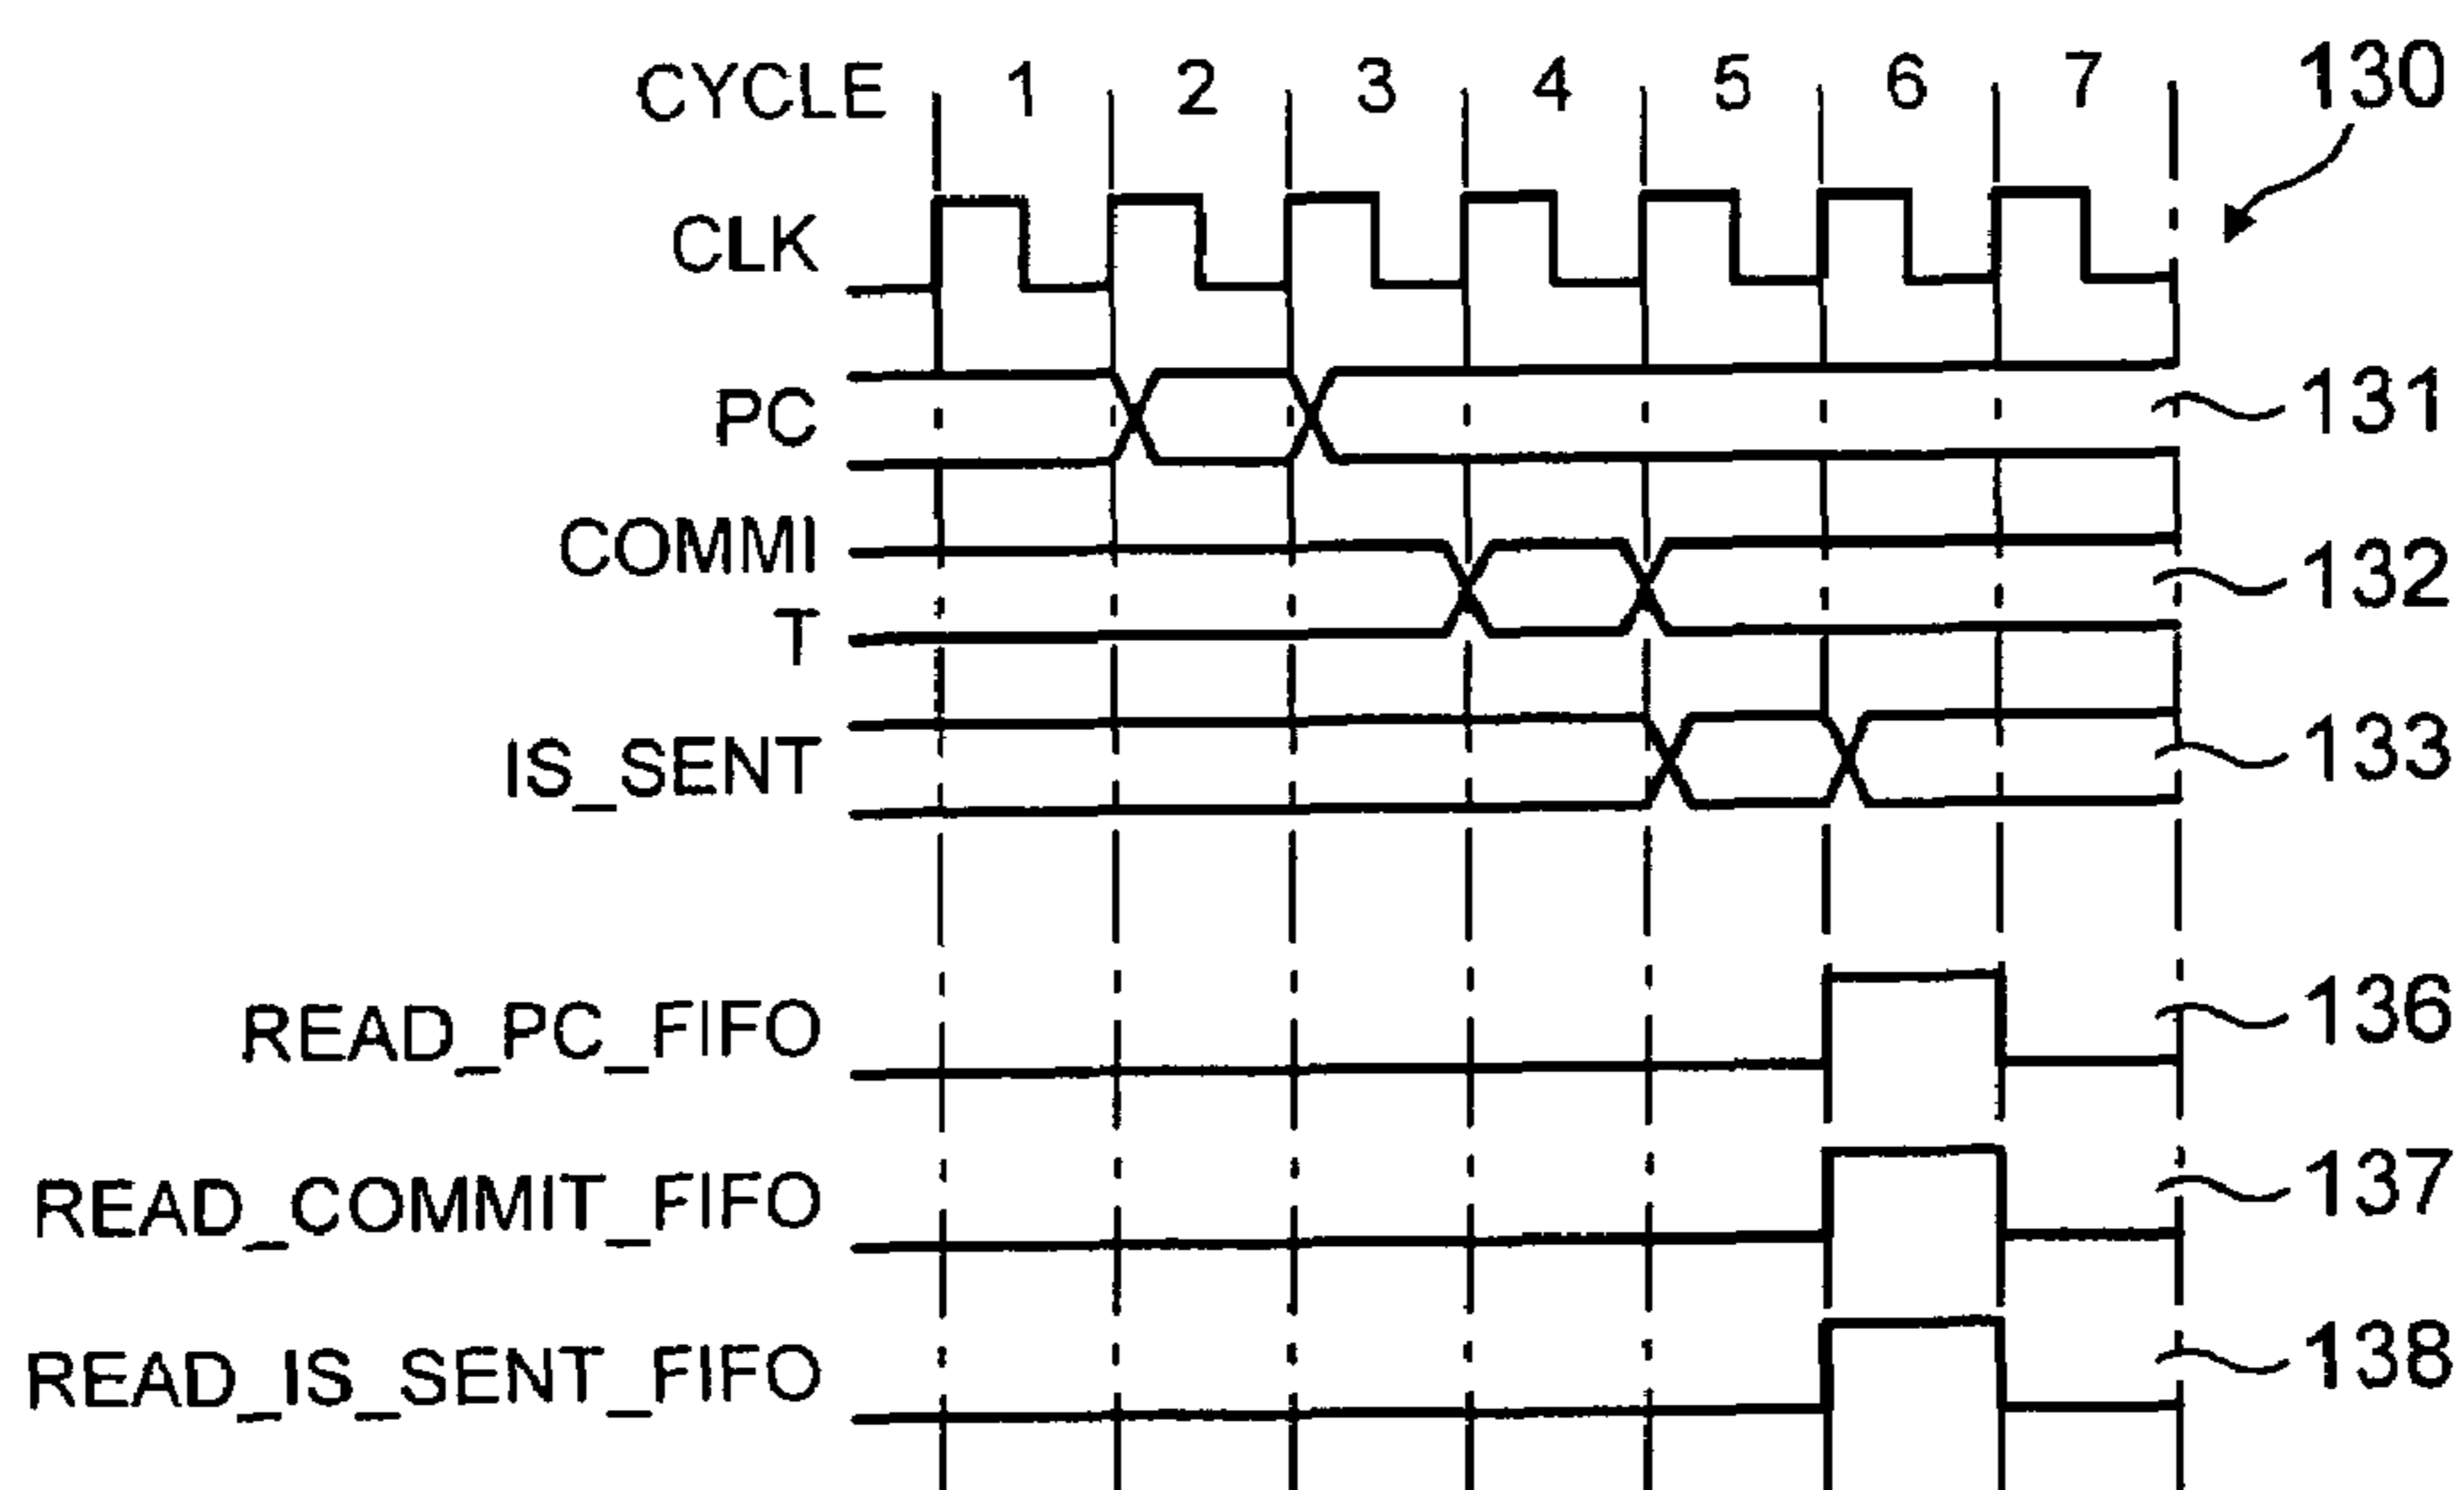 CYCLE 1 2 3 4 5 6 7 130
CLK
PC 131
COMMI
T 132
IS_SENT 133
READ_PC_FIFO 136
READ_COMMIT_FIFO 137
READ_IS_SENT_FIFO 138